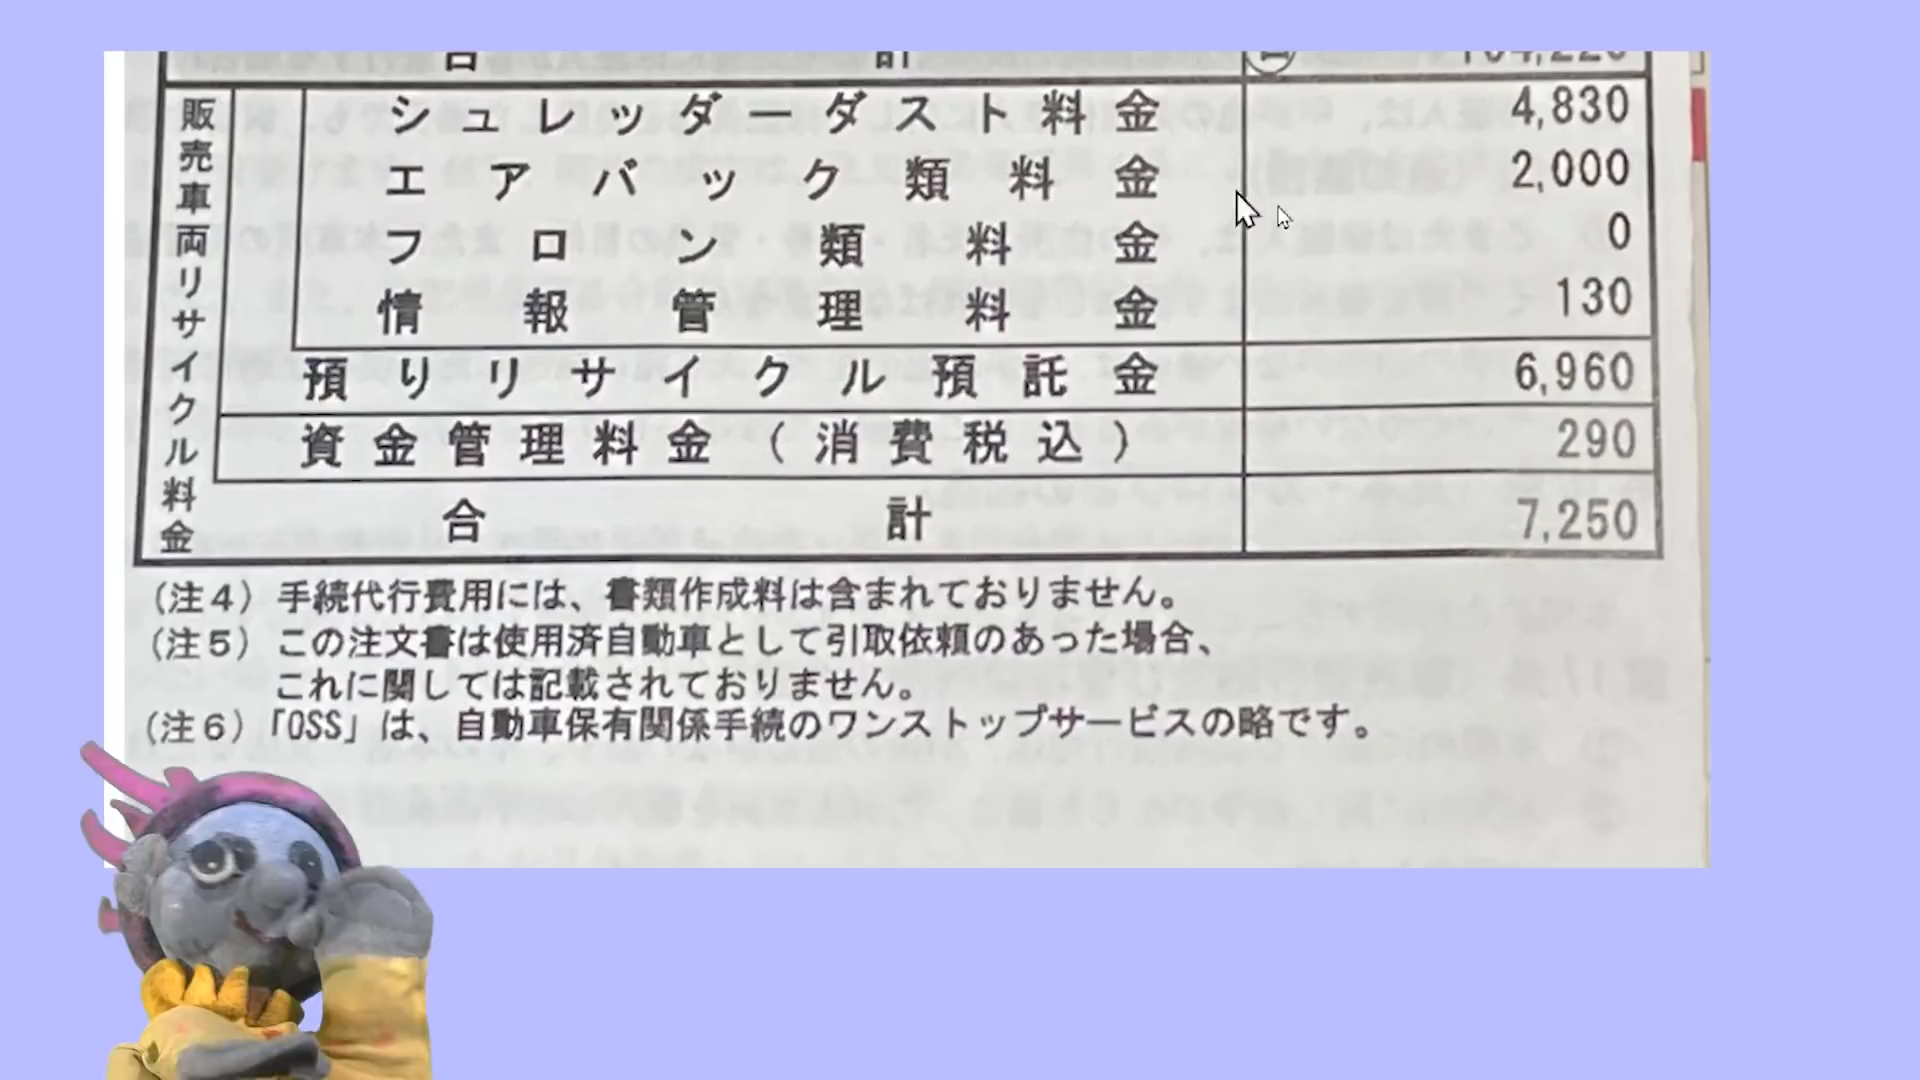 合計
販売車両リサイクル料金
シュレッダーダスト料金 4,830
エアバック類料金 2,000
フロン類料金 0
情報管理料金 130
預りリサイクル預託金 6,960
資金管理料金(消費税込) 290
合計 7,250
(注4)手続代行費用には、書類作成料は含まれておりません。
(注5)この注文書は使用済自動車として引取依頼のあった場合、
これに関しては記載されておりません。
(注6)「OSS」は、自動車保有関係手続のワンストップサービスの略です。